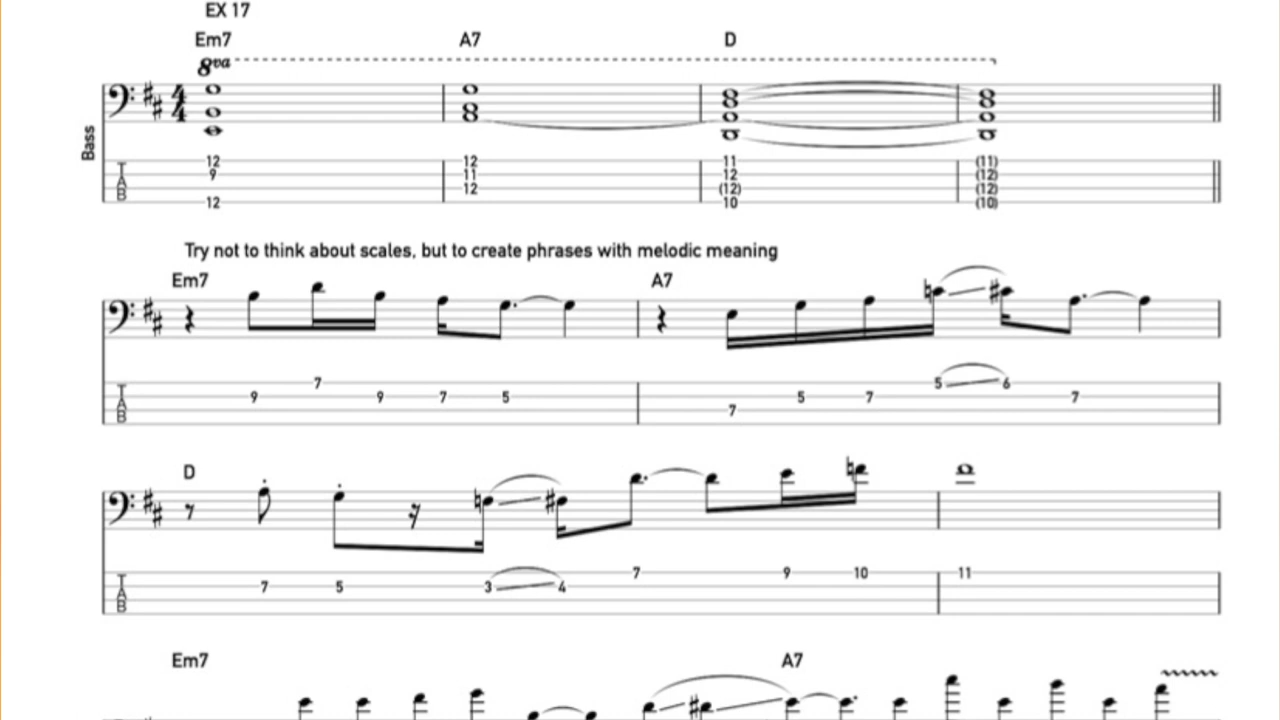 EX 17
Em7 A7 D
8va
4
4
Bass
12 12 11 (11)
9 11 12 (12)
12 (12) (12)
12 10 (10)
T
A
B
Try not to think about scales, but to create phrases with melodic meaning
Em7 A7
7 5 6
9 9 7 5 5 7 7
7
T
A
B
D
7 9 10 11
7 5 3 4
T
A
B
Em7 A7